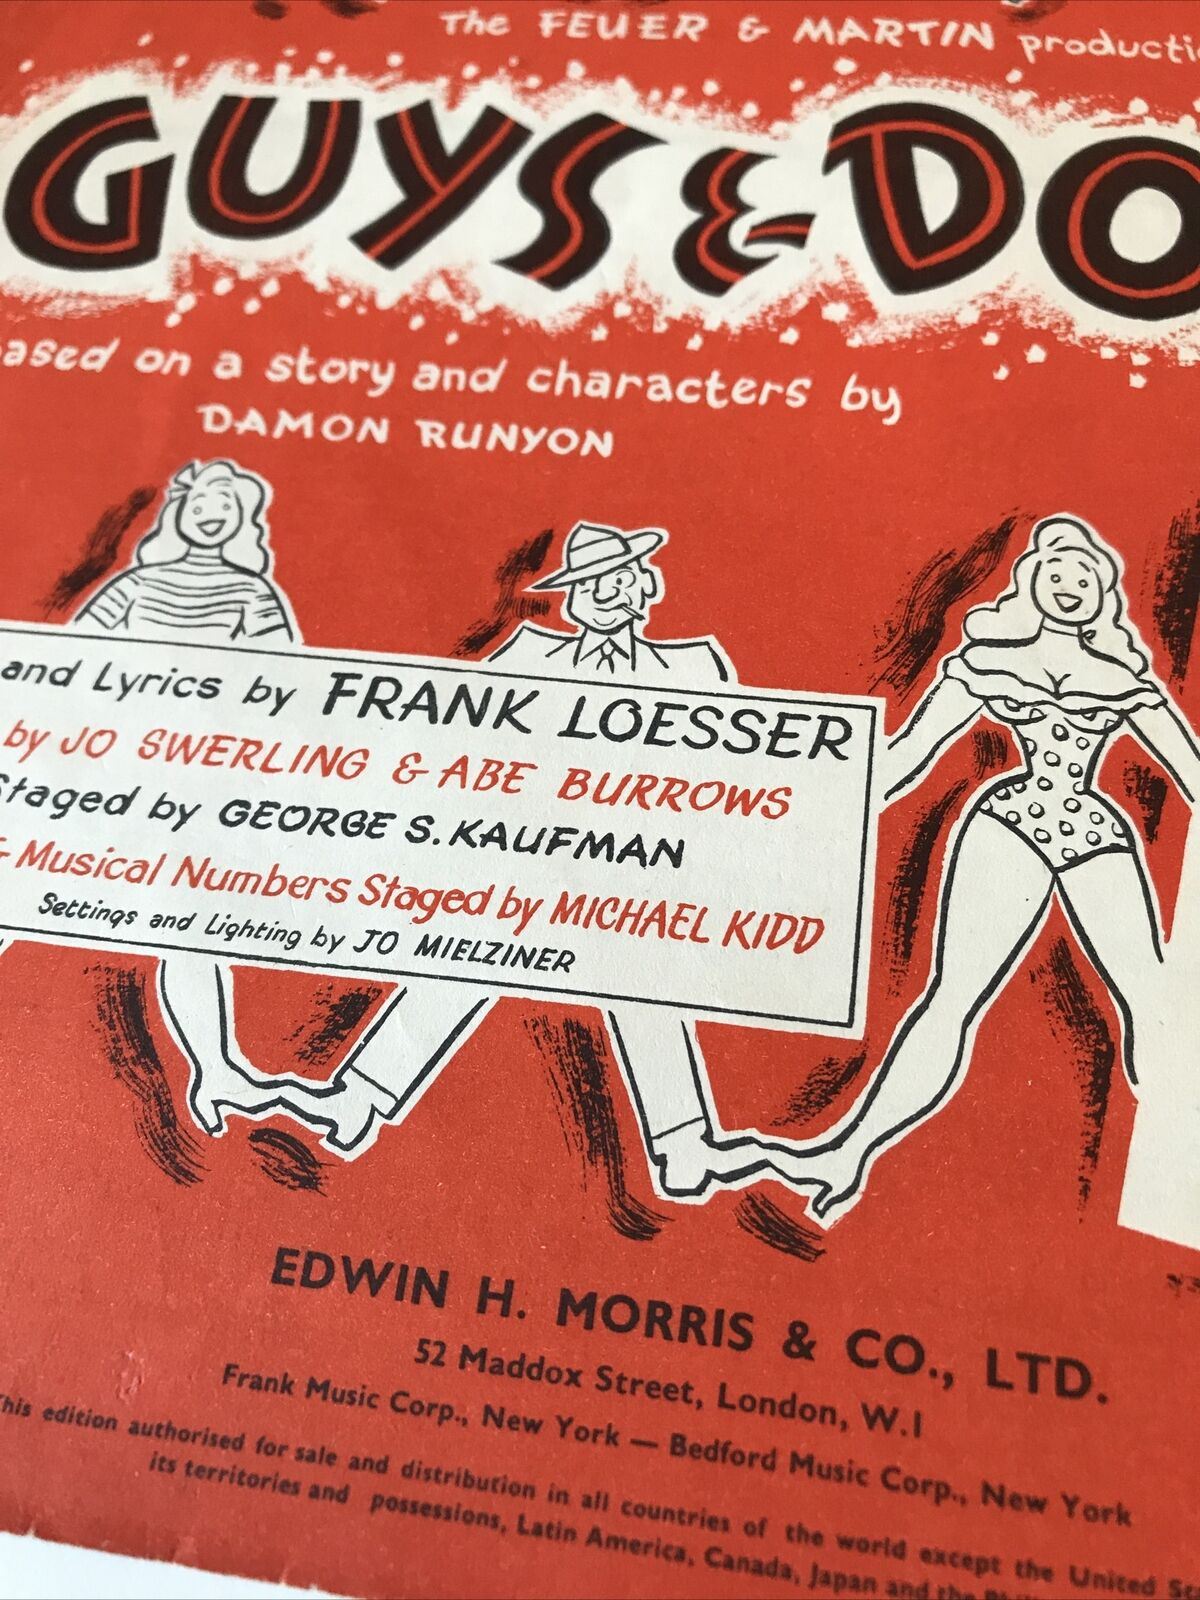 The FEUER & MARTIN producti
GUYS & DO
ased on a story and characters by
DAMON RUNYON
and Lyrics by FRANK LOESSER
by JO SWERLING & ABE BURROWS
Staged by GEORGE S. KAUFMAN
& Musical Numbers Staged by MICHAEL KIDD
Settings and Lighting by JO MIELZINER
EDWIN H. MORRIS & CO., LTD.
52 Maddox Street, London, W.1
Frank Music Corp., New York — Bedford Music Corp., New York
This edition authorised for sale and distribution in all countries of the world except the United St
its territories and possessions, Latin America, Canada, Japan and the